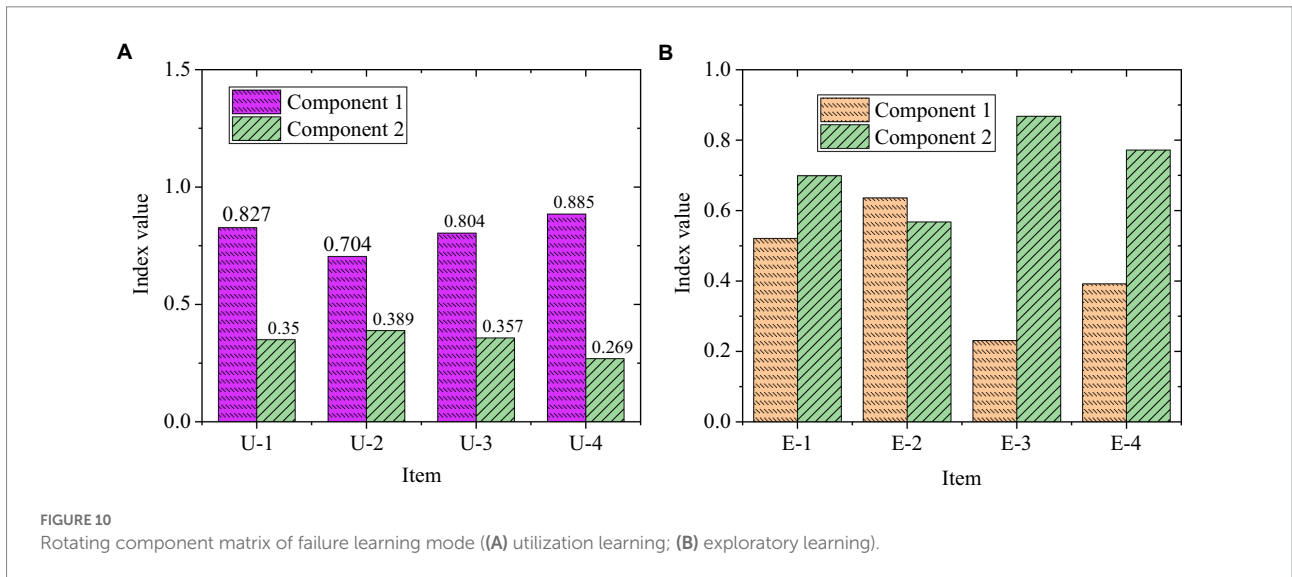 A
1.5
1.0
0.5
0.0
Index value
Component 1
Component 2
0.827
0.35
0.704
0.389
0.804
0.357
0.885
0.269
U-1 U-2 U-3 U-4
Item
B
1.0
0.8
0.6
0.4
0.2
0.0
Index value
Component 1
Component 2
E-1 E-2 E-3 E-4
Item
FIGURE 10
Rotating component matrix of failure learning mode ((A) utilization learning; (B) exploratory learning).